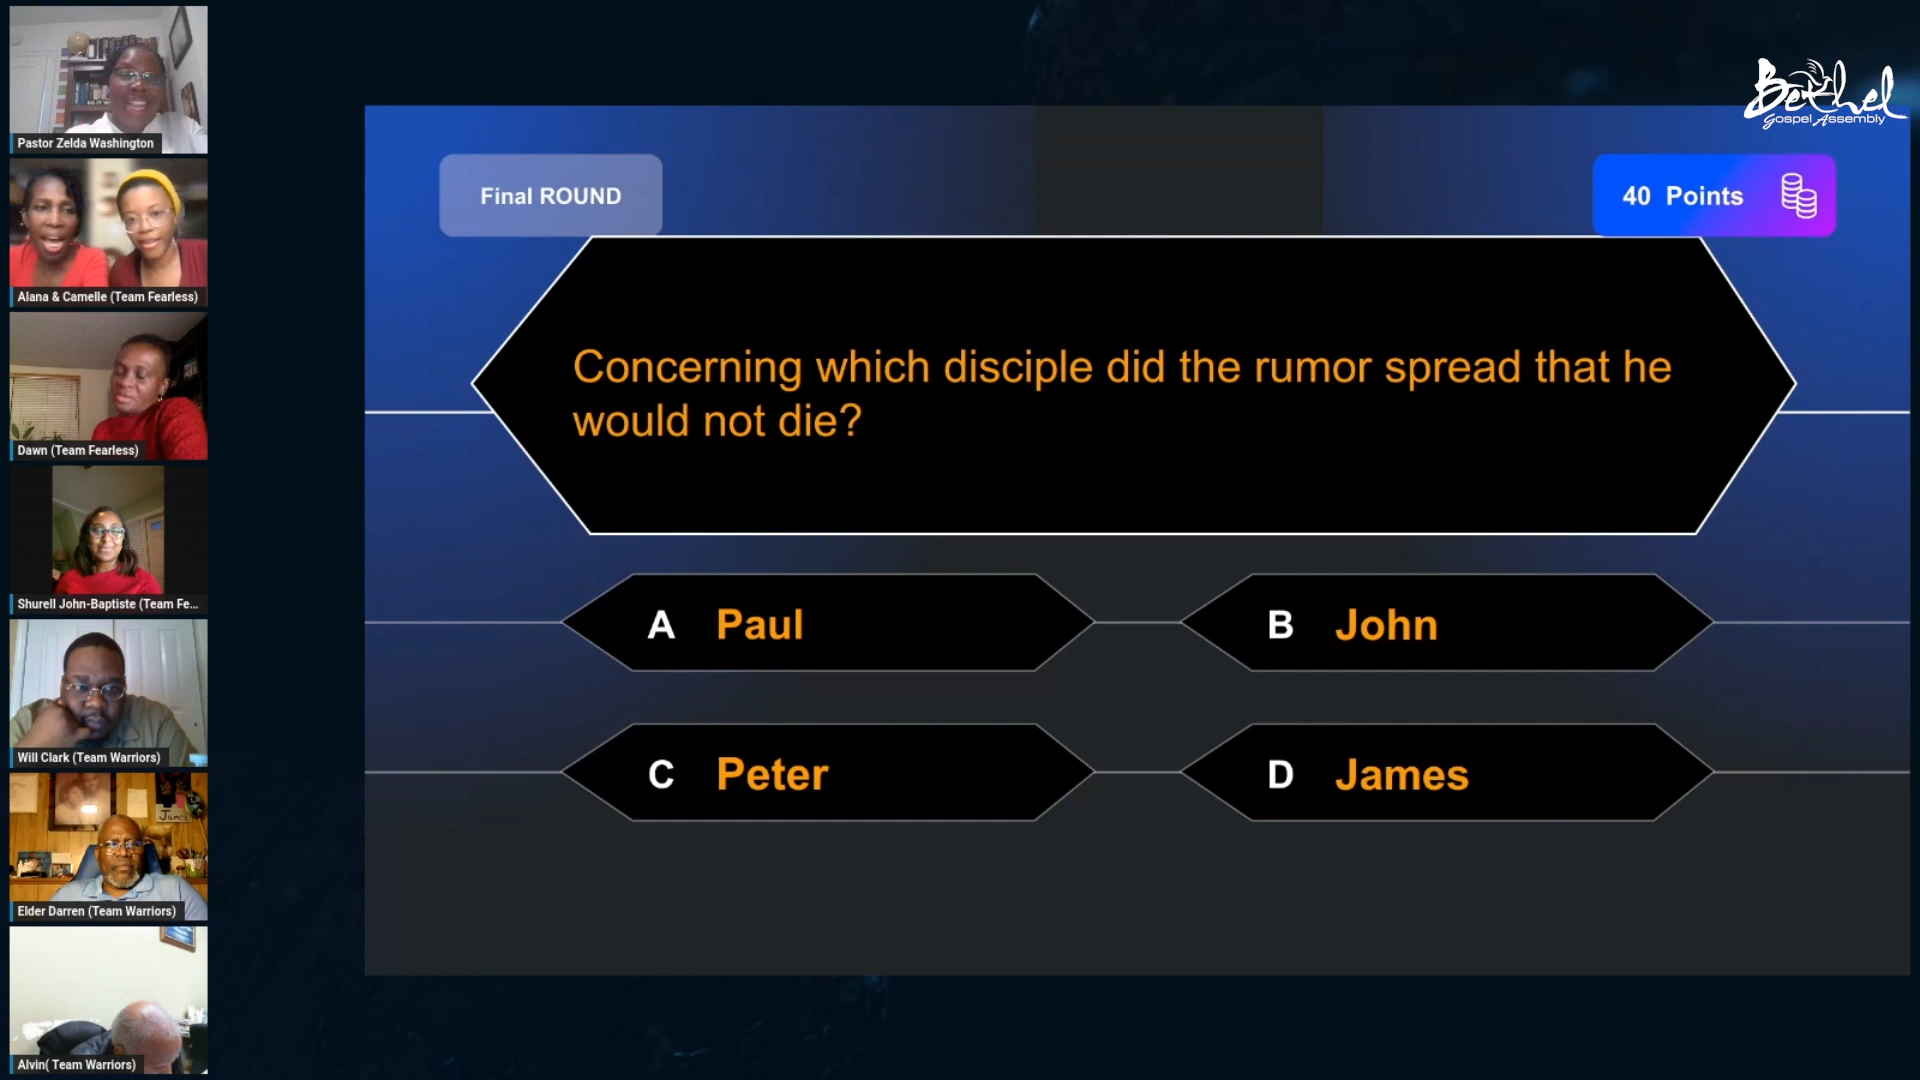 Pastor Zelda Washington
Alana & Camelle (Team Fearless)
Dawn (Team Fearless)
Shurell John-Baptiste (Team Fe...
Will Clark (Team Warriors)
Elder Darren (Team Warriors)
Alvin( Team Warriors)
Bethel
Gospel Assembly
Final ROUND
40 Points
Concerning which disciple did the rumor spread that he
would not die?
A Paul
B John
C Peter
D James